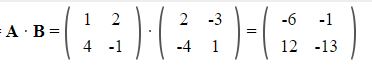 = A · B = ( 1 2 ) · ( 2 -3 ) = ( -6 -1 )
( 4 -1 ) ( -4 1 ) ( 12 -13 )